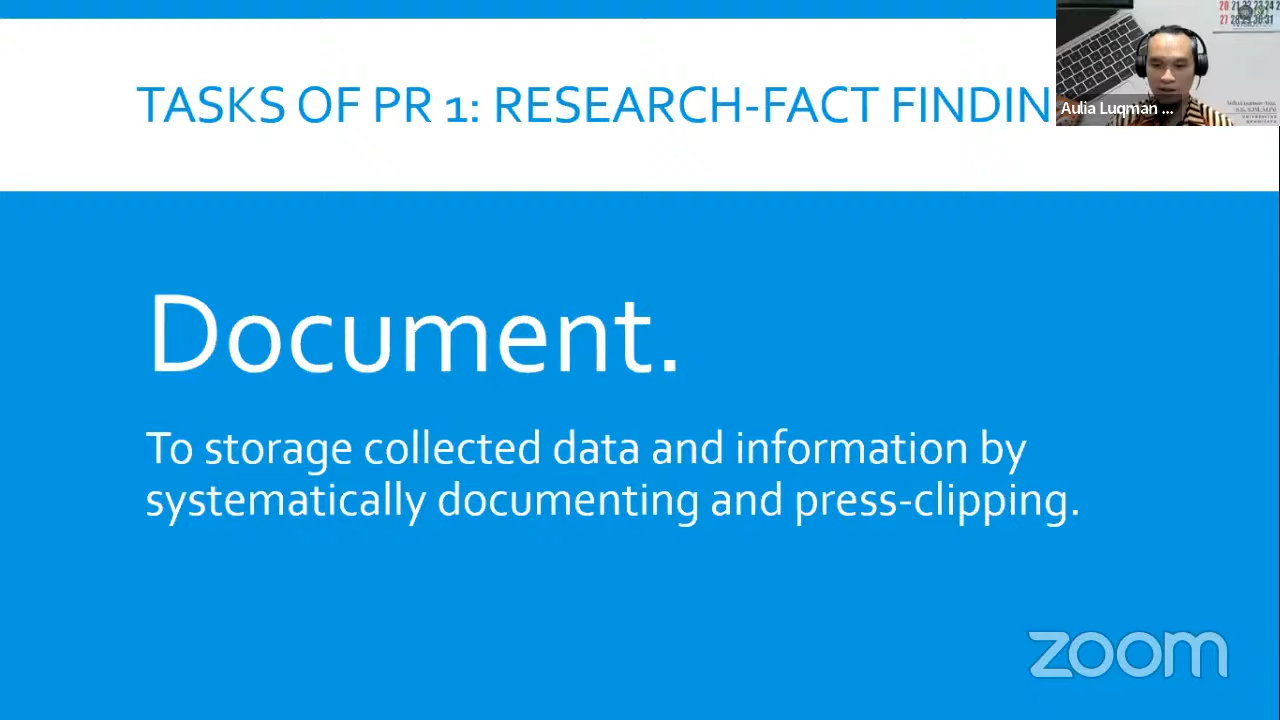 TASKS OF PR 1: RESEARCH-FACT FINDIN
Aulia Luqman ...
Document.
To storage collected data and information by
systematically documenting and press-clipping.
zoom